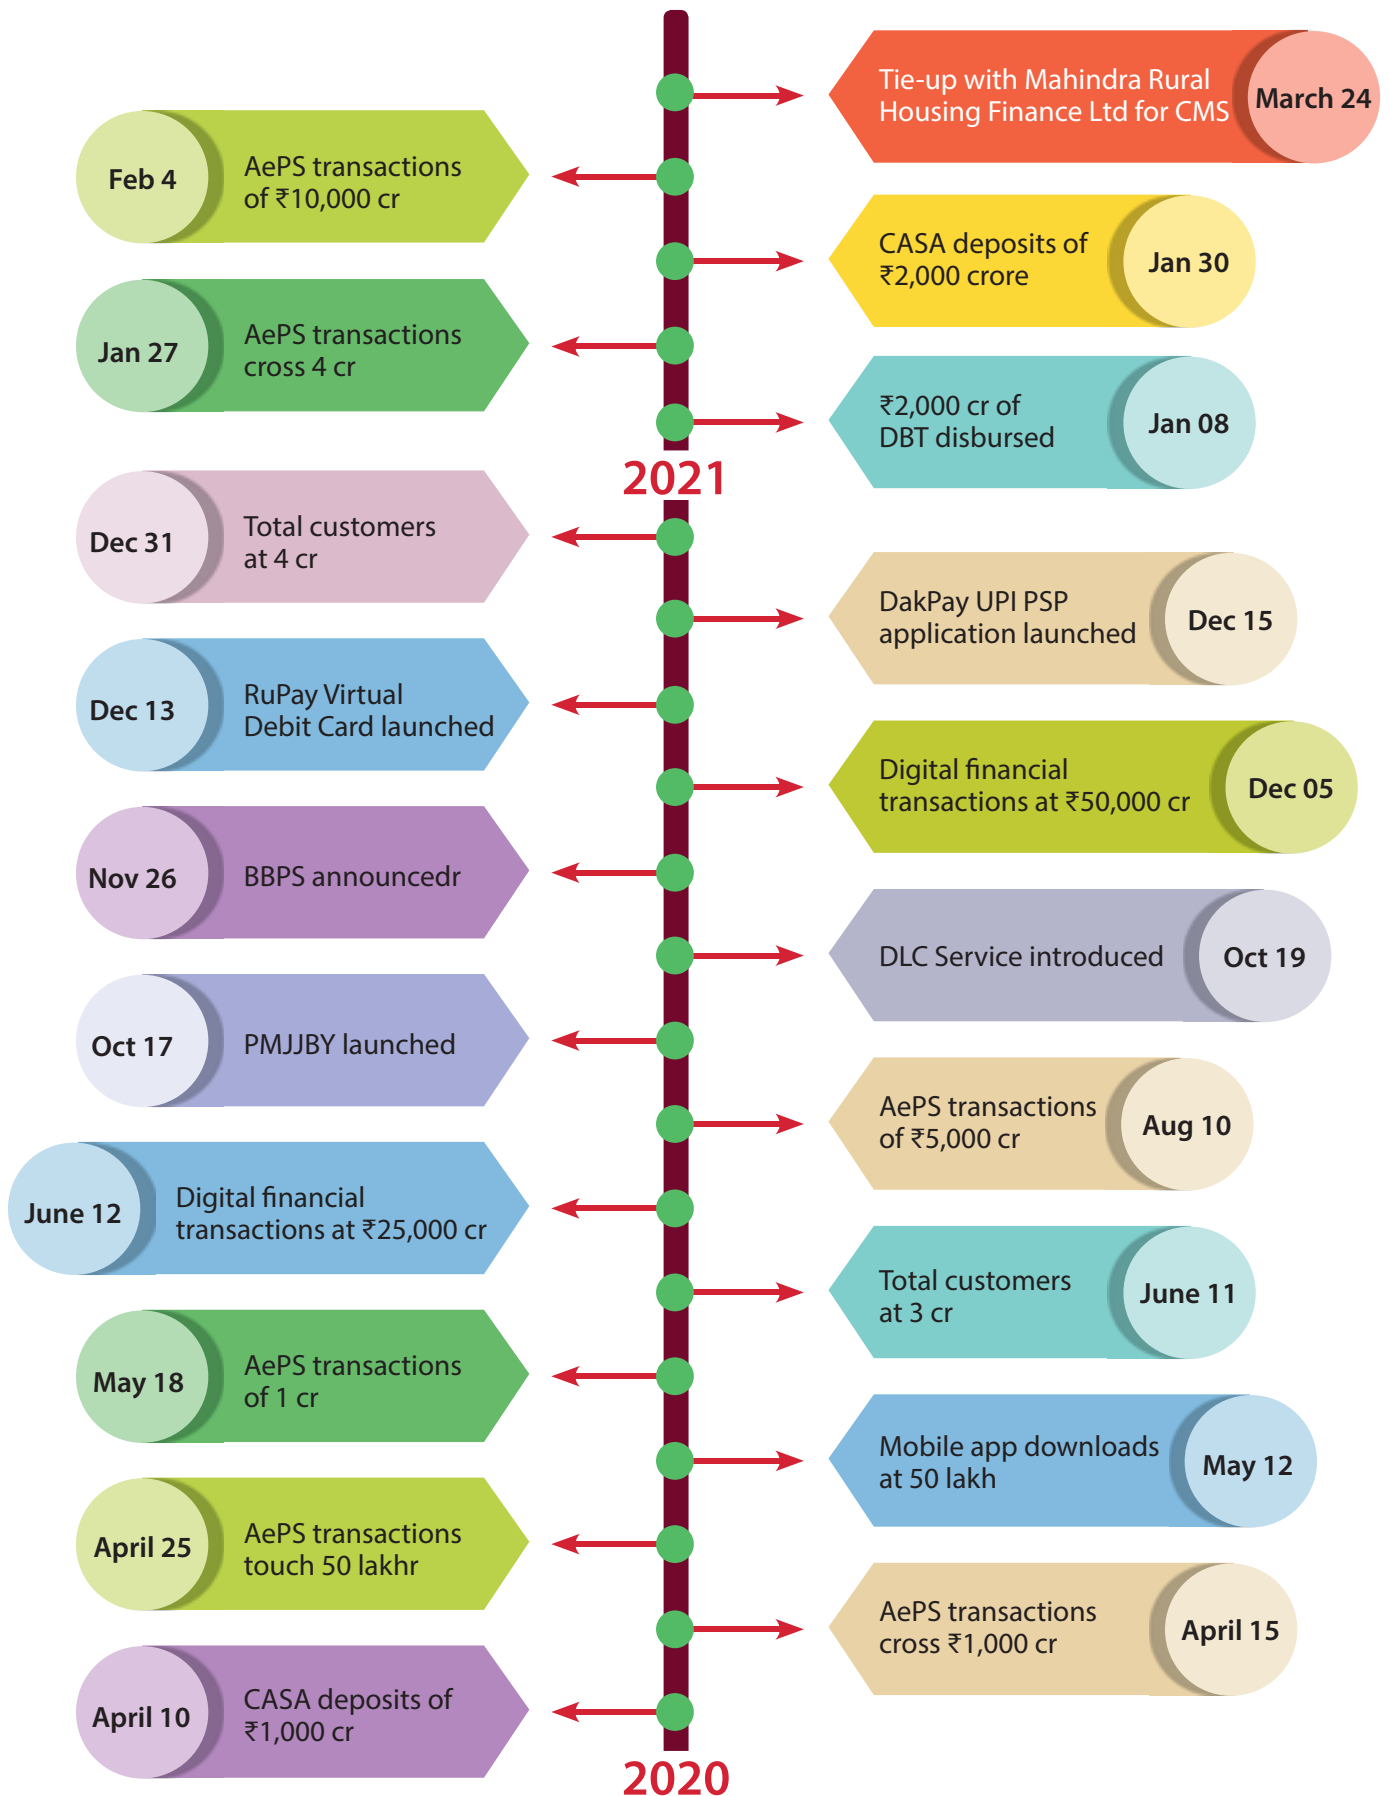 Tie-up with Mahindra Rural
Housing Finance Ltd for CMS
March 24
Feb 4
AePS transactions
of ₹10,000 cr
CASA deposits of
₹2,000 crore
Jan 30
Jan 27
AePS transactions
cross 4 cr
₹2,000 cr of
DBT disbursed
Jan 08
2021
Dec 31
Total customers
at 4 cr
DakPay UPI PSP
application launched
Dec 15
Dec 13
RuPay Virtual
Debit Card launched
Digital financial
transactions at ₹50,000 cr
Dec 05
Nov 26
BBPS announcedr
DLC Service introduced
Oct 19
Oct 17
PMJJBY launched
AePS transactions
of ₹5,000 cr
Aug 10
June 12
Digital financial
transactions at ₹25,000 cr
Total customers
at 3 cr
June 11
May 18
AePS transactions
of 1 cr
Mobile app downloads
at 50 lakh
May 12
April 25
AePS transactions
touch 50 lakhr
AePS transactions
cross ₹1,000 cr
April 15
April 10
CASA deposits of
₹1,000 cr
2020